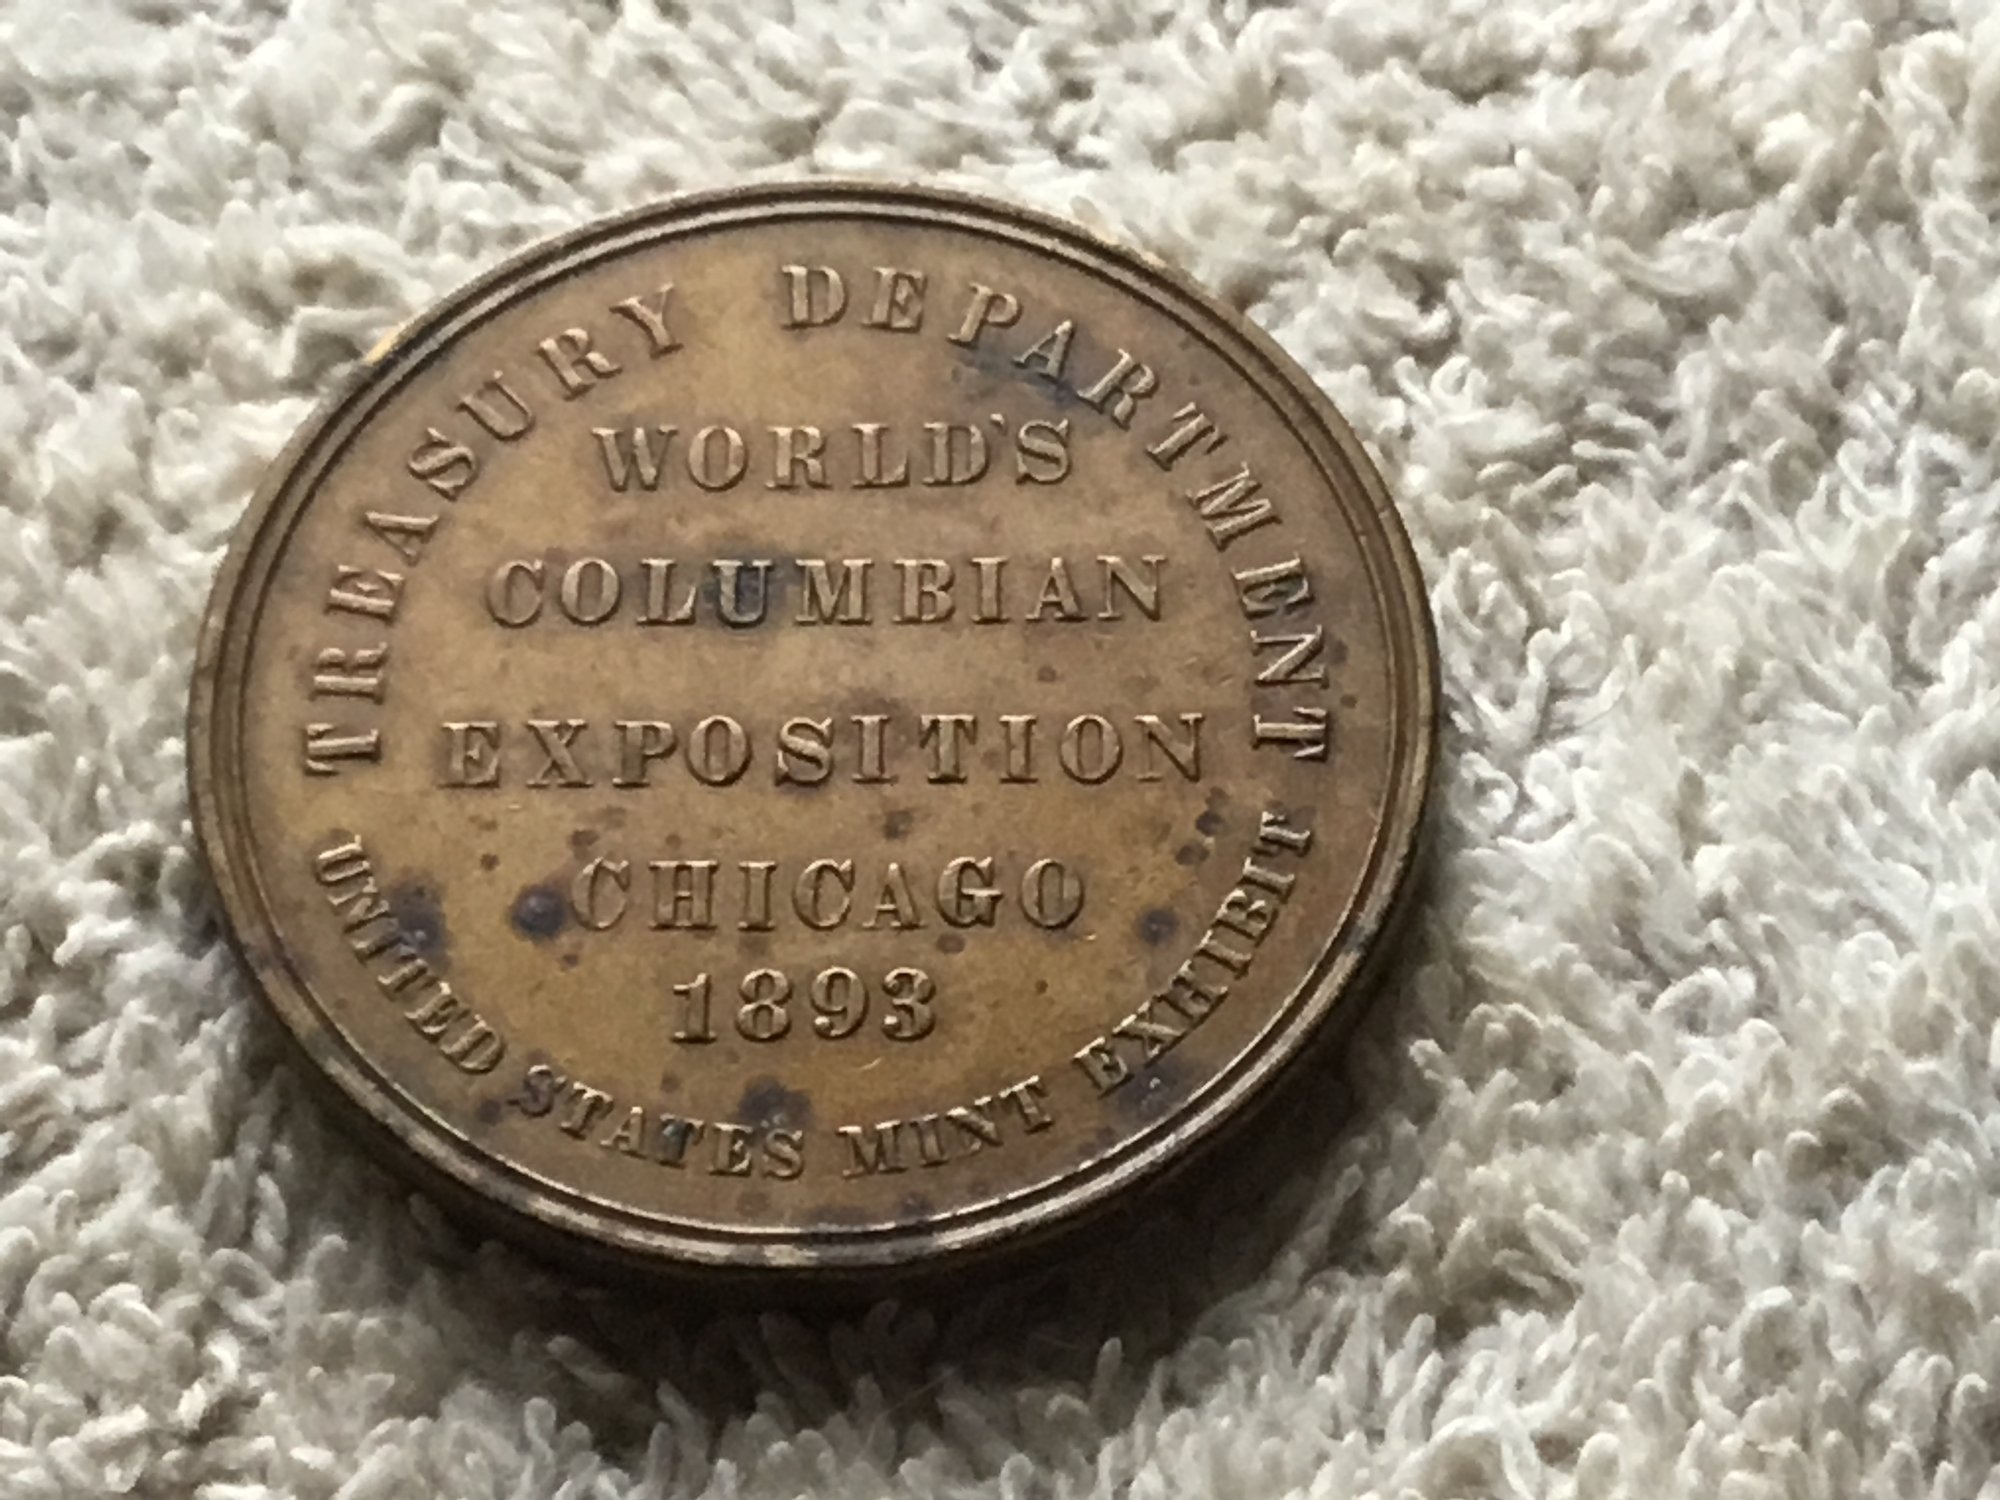 TREASURY DEPARTMENT
WORLD'S
COLUMBIAN
EXPOSITION
CHICAGO
1893
UNITED STATES MINT EXHIBIT